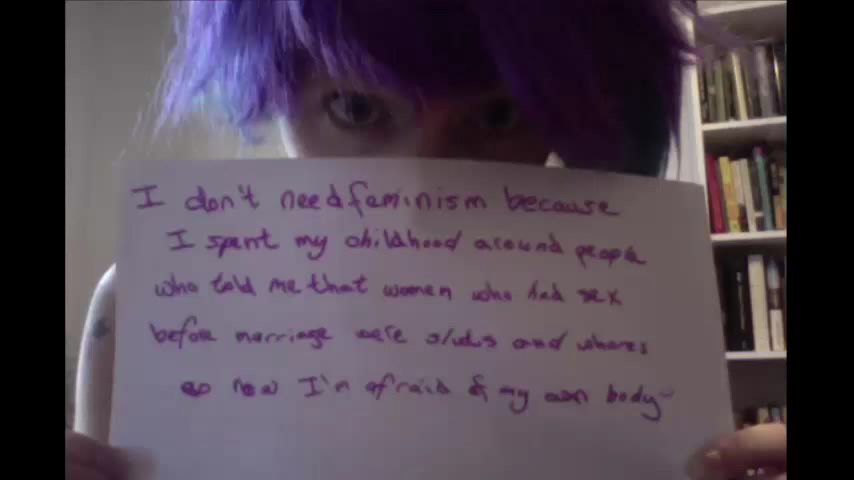 I don't need feminism because
I spent my childhood around people
who told me that women who had sex
before marriage were sluts and whores
so now I'm afraid of my own body